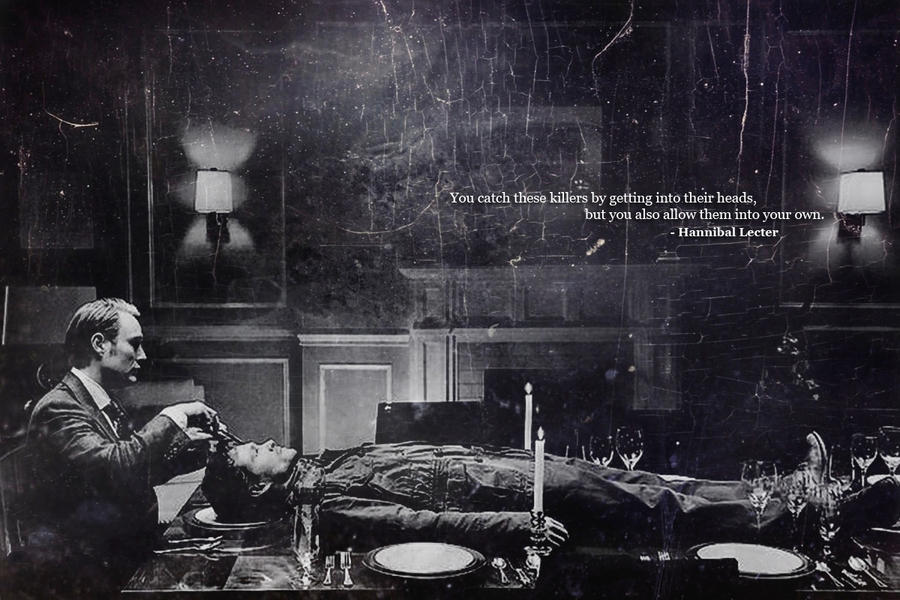 You catch these killers by getting into their heads,
but you also allow them into your own.
- Hannibal Lecter